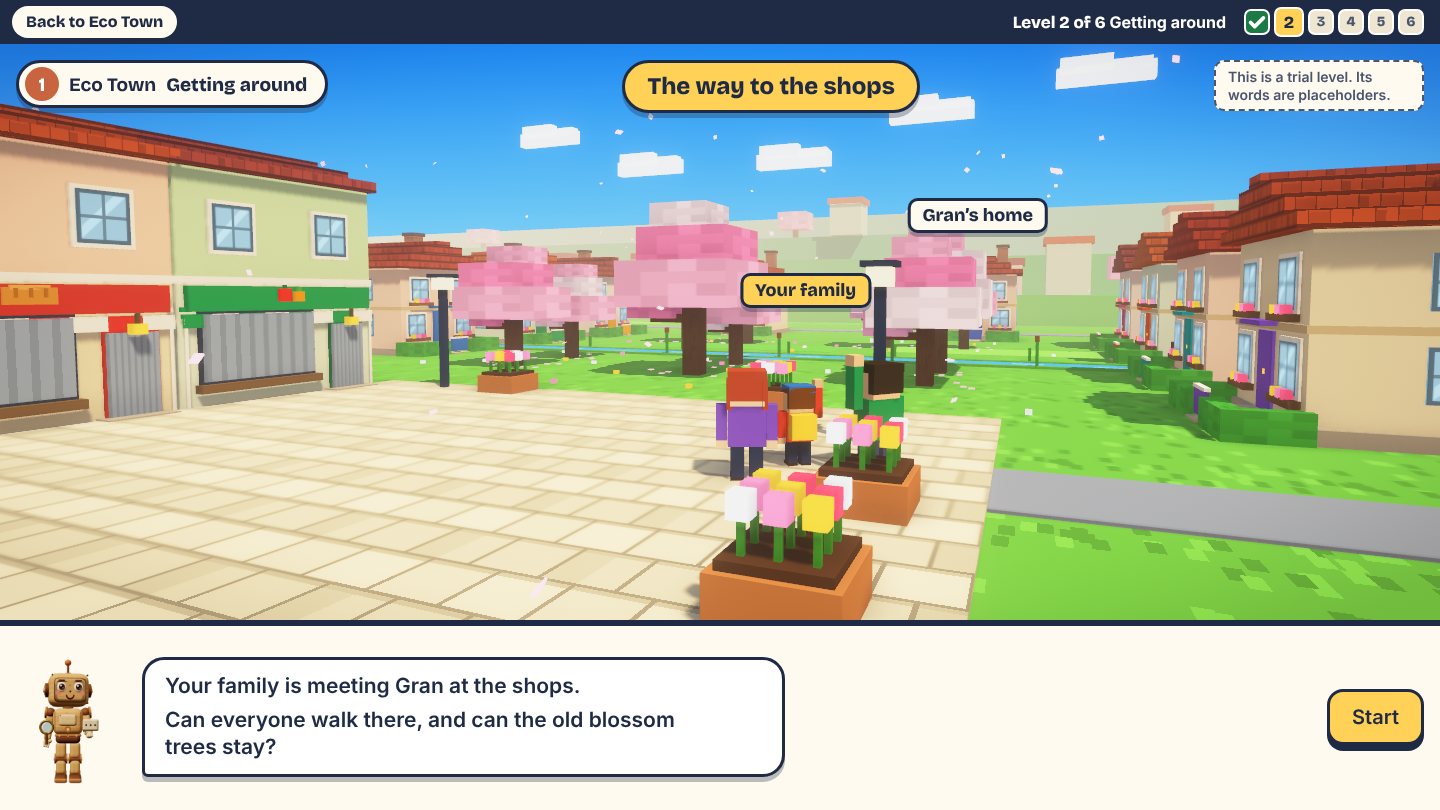 Back to Eco Town
Level 2 of 6 Getting around
2
3
4
5
6
1
Eco Town Getting around
The way to the shops
This is a trial level. Its
words are placeholders.
Gran's home
Your family
Your family is meeting Gran at the shops.
Can everyone walk there, and can the old blossom
trees stay?
Start